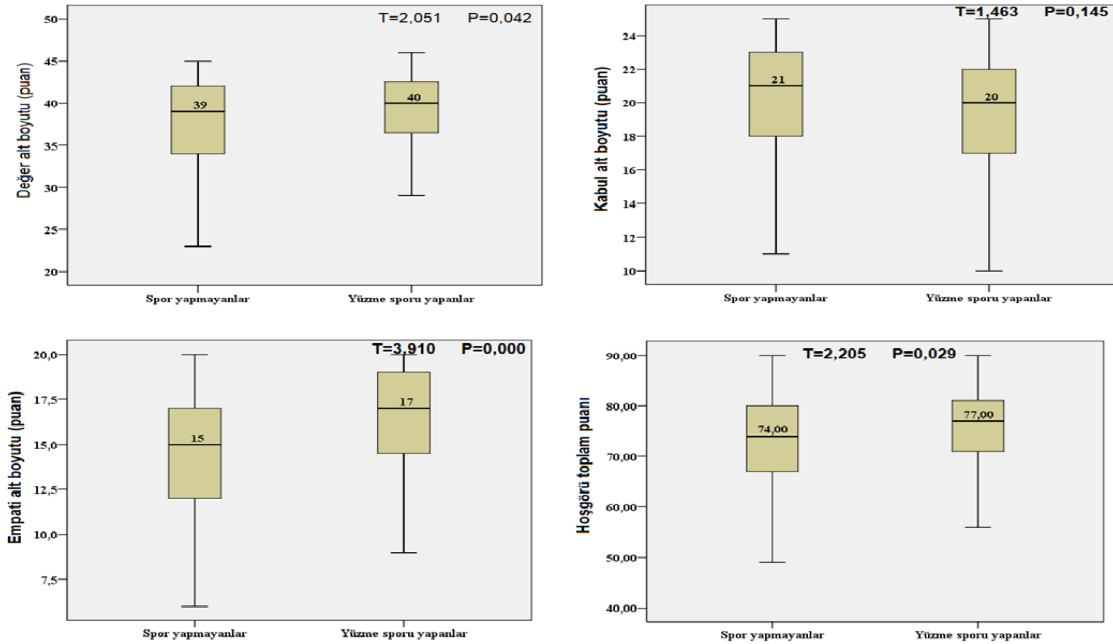 T=2,051 P=0,042
Değer alt boyutu (puan)
50
45
40
35
30
25
20
39
40
Spor yapmayanlar Yüzme sporu yapanlar
T=1,463 P=0,145
Kabul alt boyutu (puan)
24
22
20
18
16
14
12
10
21
20
Spor yapmayanlar Yüzme sporu yapanlar
T=3,910 P=0,000
Empati alt boyutu (puan)
20,0
17,5
15,0
12,5
10,0
7,5
15
17
Spor yapmayanlar Yüzme sporu yapanlar
T=2,205 P=0,029
Hoşgörü toplam puanı
90,00
80,00
70,00
60,00
50,00
40,00
74,00
77,00
Spor yapmayanlar Yüzme sporu yapanlar